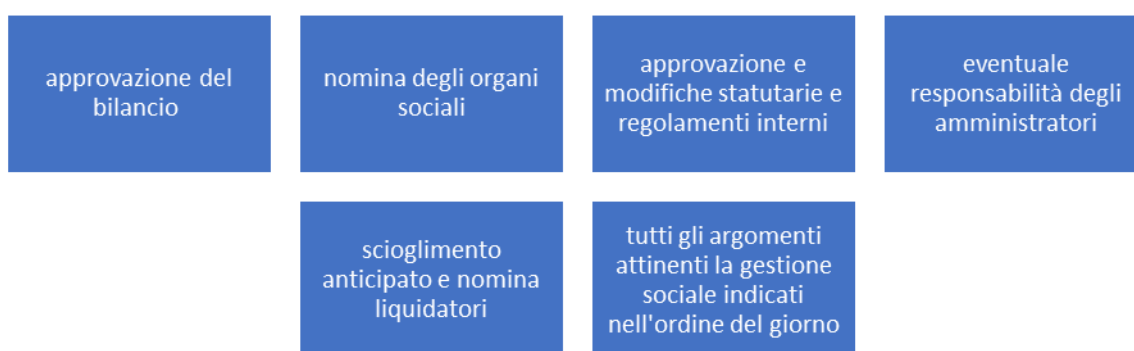 approvazione del
bilancio
nomina degli organi
sociali
approvazione e
modifiche statutarie e
regolamenti interni
eventuale
responsabilità degli
amministratori
scioglimento
anticipato e nomina
liquidatori
tutti gli argomenti
attinenti la gestione
sociale indicati
nell'ordine del giorno